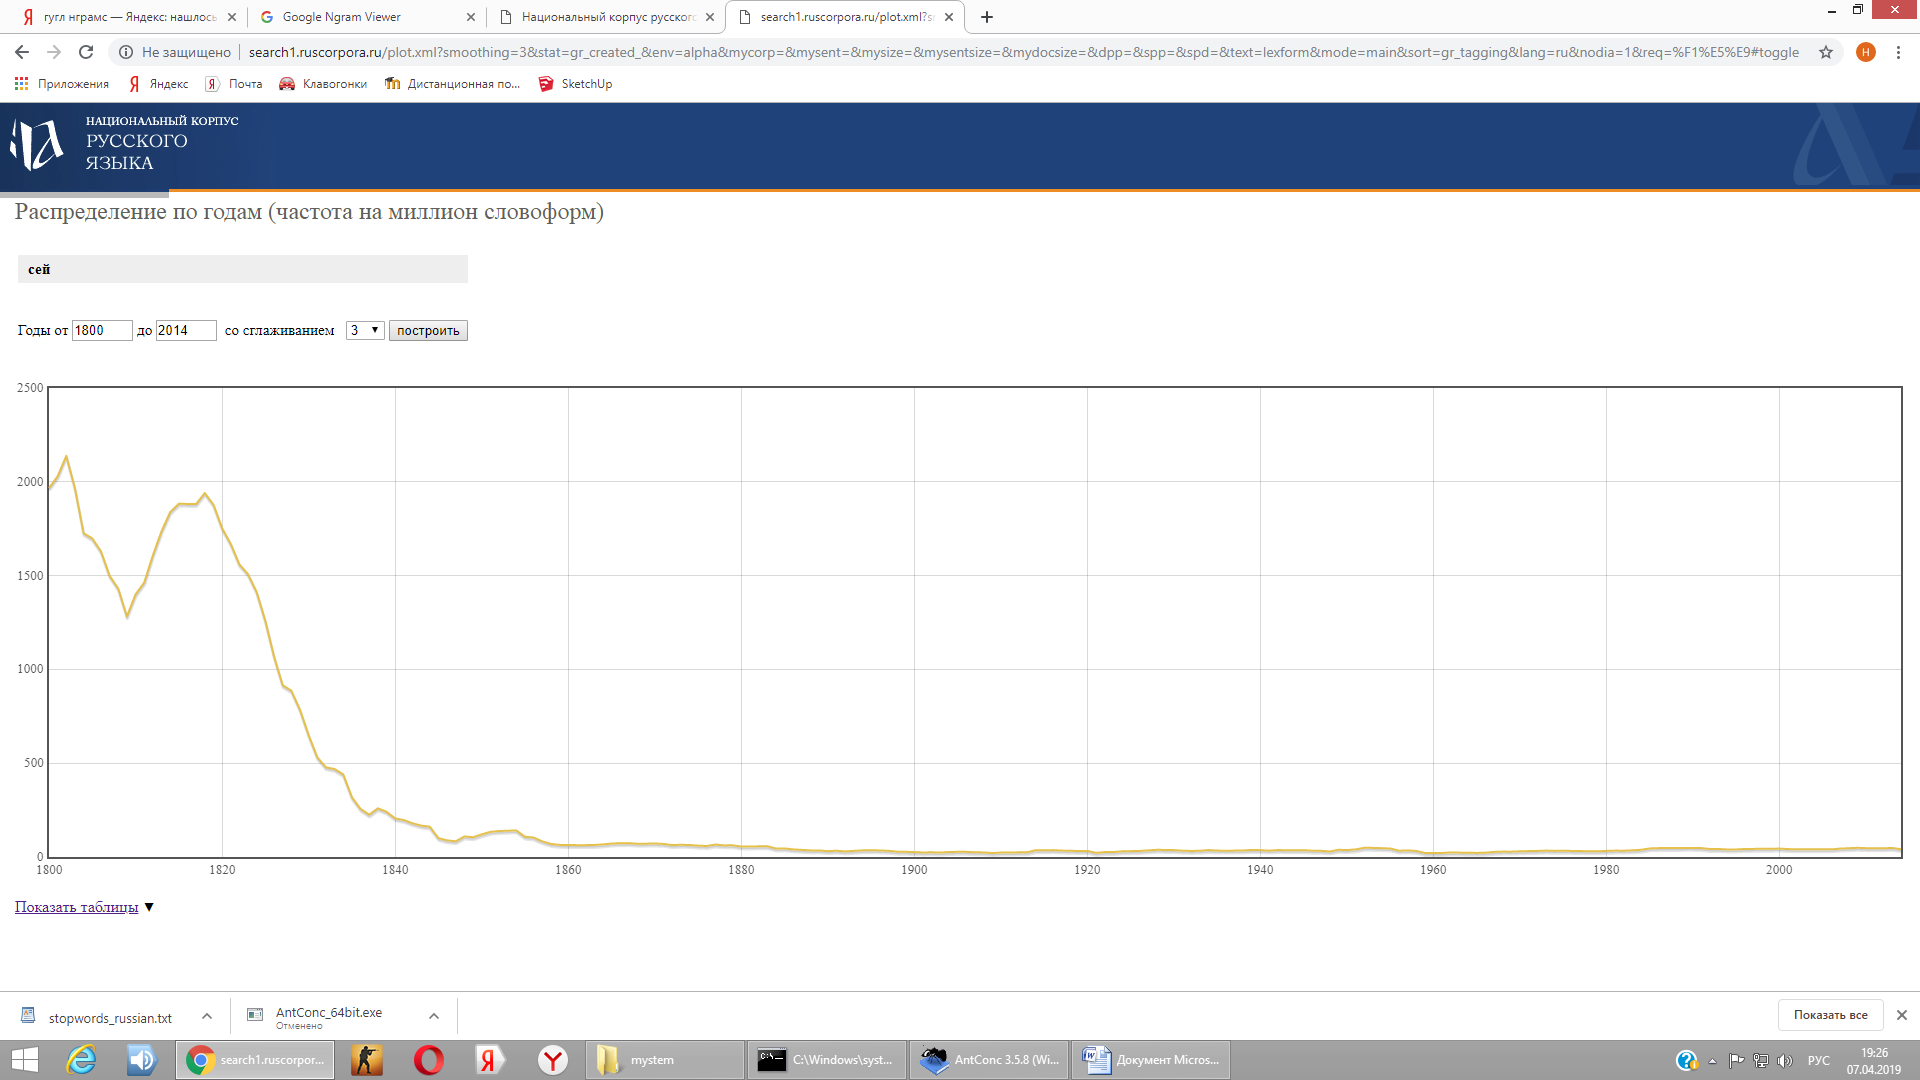 гугл нграмс — Яндекс: нашлось
Google Ngram Viewer
Национальный корпус русског
search1.ruscorpora.ru/plot.xml?s
Не защищено
search1.ruscorpora.ru/plot.xml?smoothing=3&stat=gr_created_&env=alpha&mycorp=&mysent=&mysize=&mysentsize=&mydocsize=&dpp=&spp=&spd=&text=lexform&mode=main&sort=gr_tagging&lang=ru&nodia=1&req=%F1%E5%E9#toggle
Н
Приложения
Яндекс
Почта
Клавогонки
Дистанционная по...
SketchUp
НАЦИОНАЛЬНЫЙ КОРПУС
РУССКОГО
ЯЗЫКА
Распределение по годам (частота на миллион словоформ)
сей
Годы от 1800 до 2014 со сглаживанием 3 построить
2500
2000
1500
1000
500
0
1800 1820 1840 1860 1880 1900 1920 1940 1960 1980 2000
Показать таблицы ▼
stopwords_russian.txt
AntConc_64bit.exe
Отменено
Показать все
search1.ruscorpor...
mystem
C:\Windows\syst...
AntConc 3.5.8 (Wi...
Документ Micros...
РУС
19:26
07.04.2019